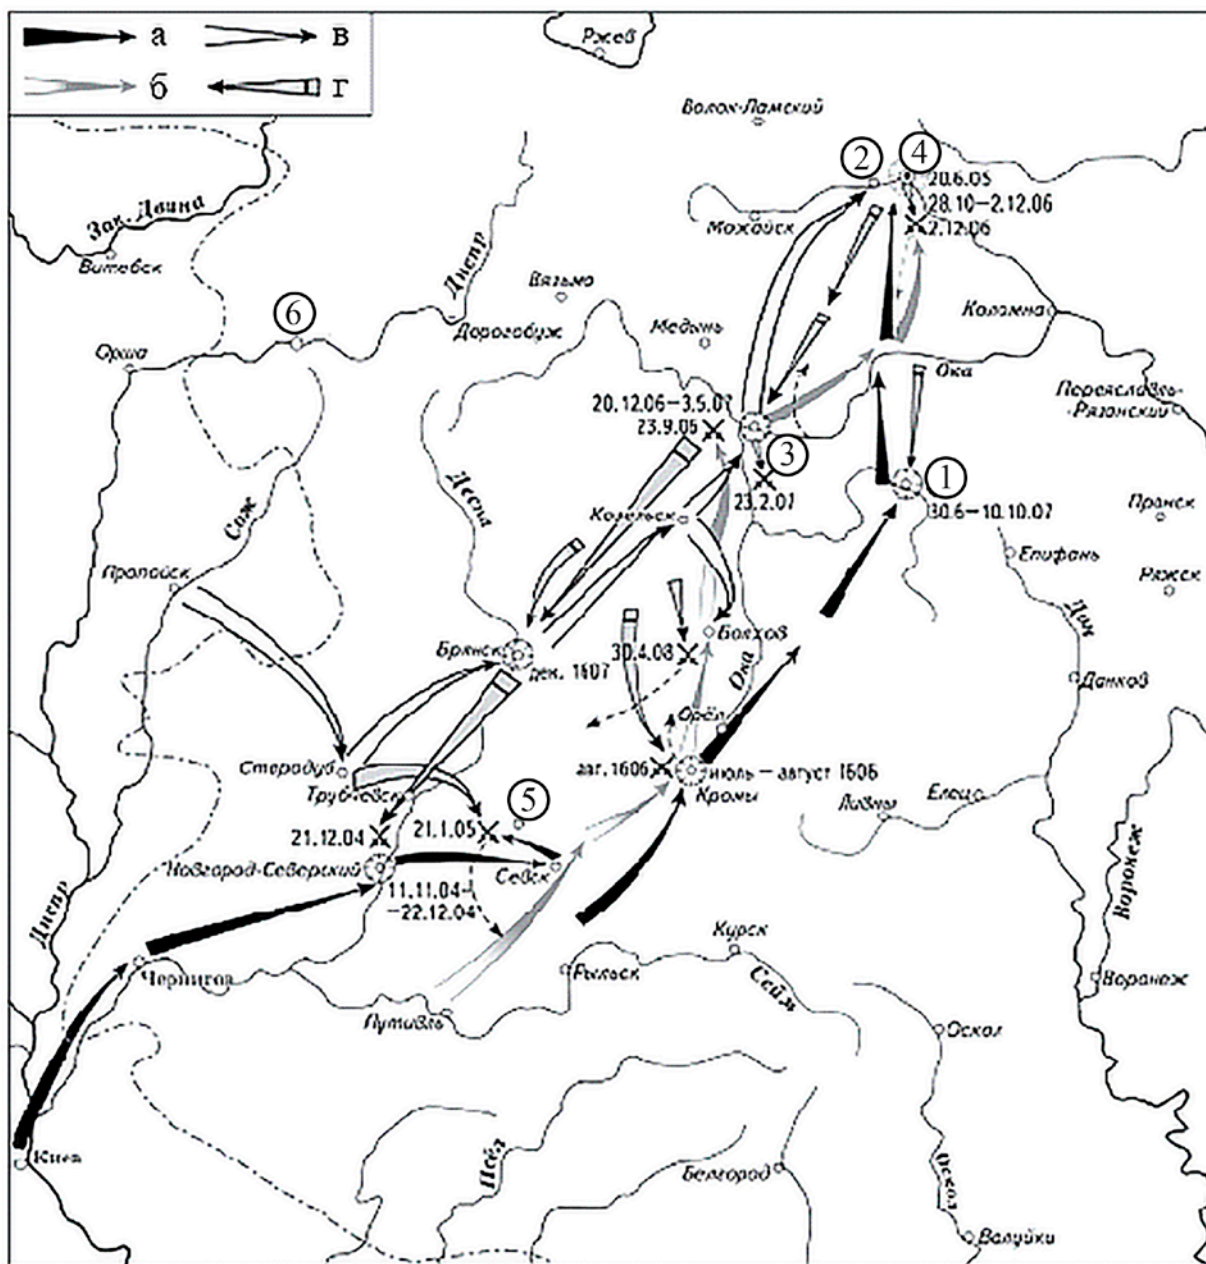 а
в
б
г
Ржев
Волок-Ламский
2
4
20.6.05
28.10–2.12.06
2.12.06
Можайск
Зап. Двина
Витебск
Днепр
Вязьма
Коломна
6
Дорогобуж
Медынь
Орша
Ока
Переяславль-
Рязанский
20.12.06–3.5.07
23.9.06
3
1
23.2.07
30.6–10.10.07
Пронск
Десна
Козельск
Сож
Епифань
Ряжск
Пропойск
Дон
Болхов
Брянск
30.4.08
дек. 1607
Ока
Данков
Орёл
Стародуб
авг. 1606
июль – август 1606
Кромы
Трубчевск
5
Ливны
Елец
21.12.04
21.1.05
Новгород-Северский
Севск
11.11.04–
–22.12.04
Воронеж
Днепр
Курск
Чернигов
Рыльск
Сейм
Воронеж
Путивль
Оскол
Киев
Псёл
Белгород
Оскол
Валуйки